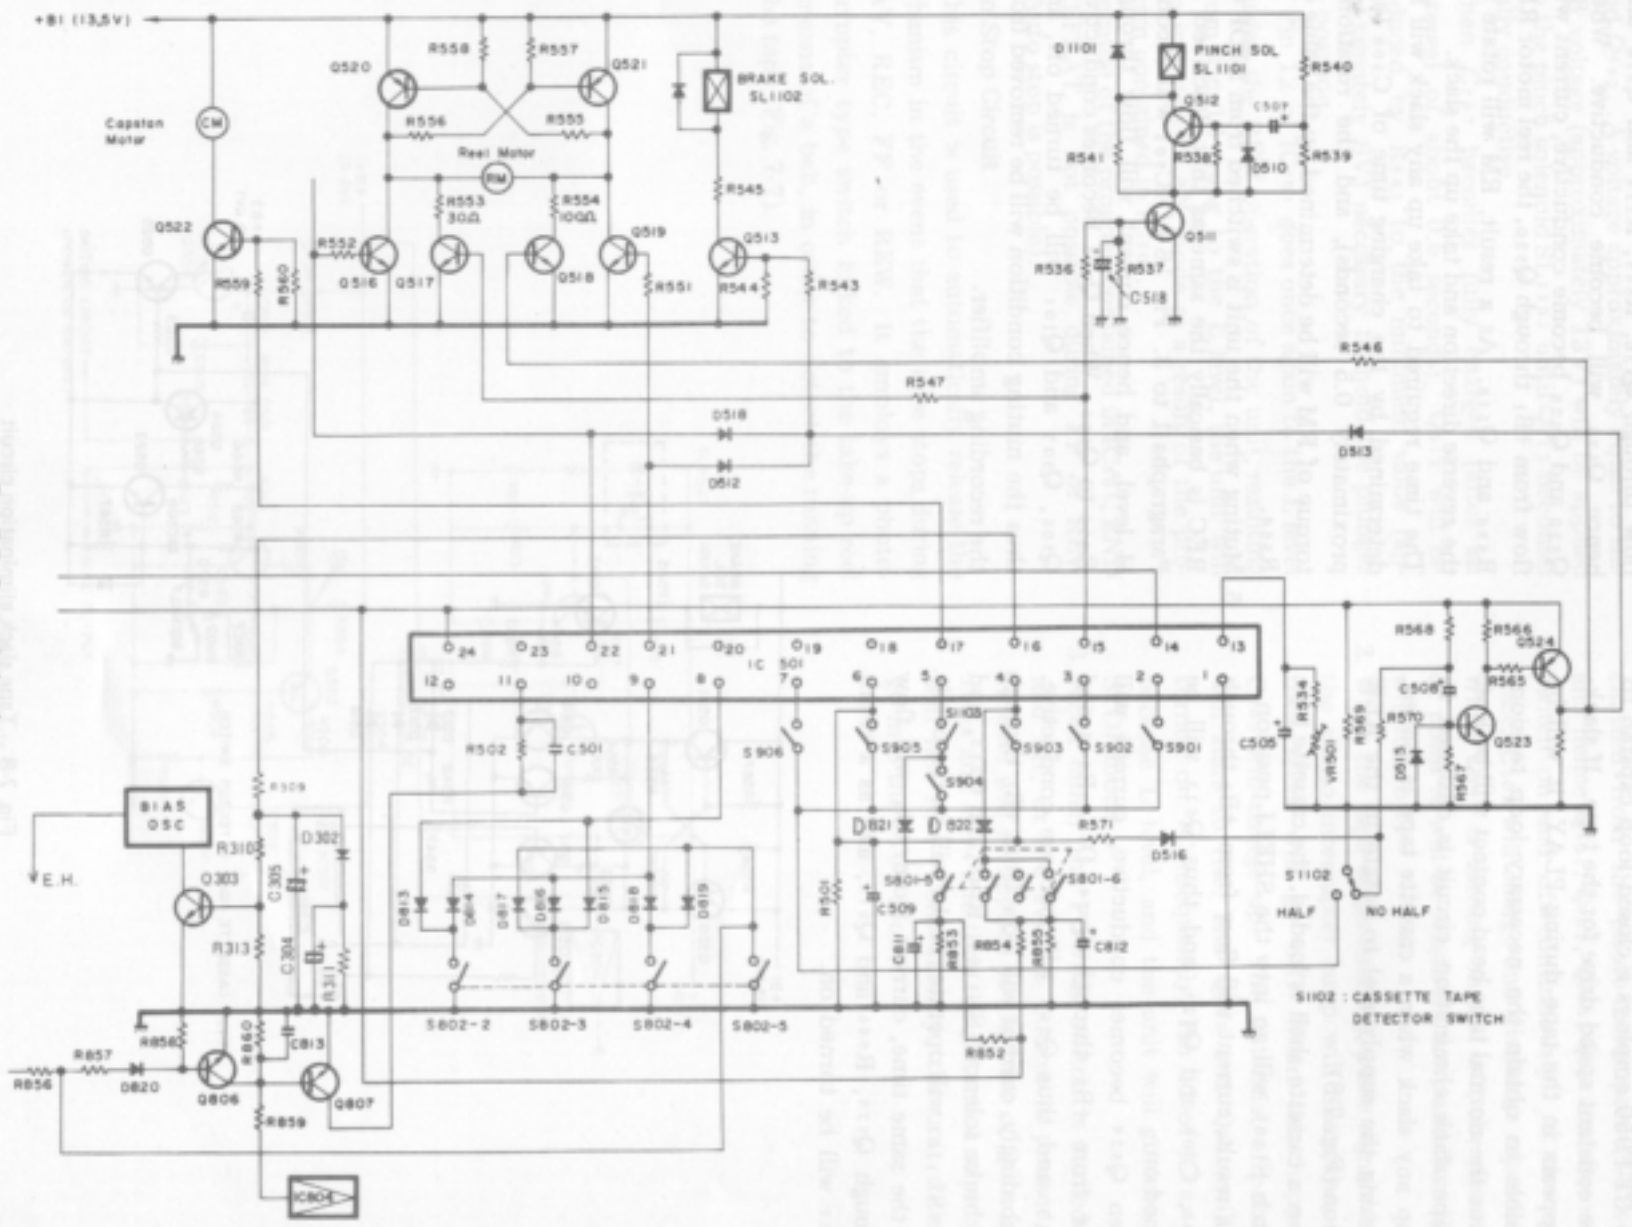 +BI (13,5V)
R558
R557
Q520
Q521
BRAKE SOL.
SL1102
D1101
PINCH SOL
SL1101
R540
Q512
C507
Capstan
Motor
CM
R556
R555
Reel Motor
RM
R541
R538
D510
R539
R553
30Ω
R554
100Ω
R545
Q522
R552
Q519
Q513
Q511
R559
R560
Q516
Q517
Q518
R551
R544
R543
R536
R537
C518
R546
R547
D518
D513
D512
24
23
22
21
20
19
18
17
16
15
14
13
IC 501
12
11
10
9
8
7
6
5
4
3
2
1
R568
R566
Q524
R565
C508
R534
R569
R570
Q523
C505
VR501
D515
R567
R502
C501
S906
S905
S1103
S903
S902
S901
S904
R309
BIAS
OSC
D302
R310
C305
E.H.
Q303
D821
D822
R571
D516
S801-5
S801-6
S1102
HALF
NO HALF
D813
D814
D817
D816
D815
D818
D819
R501
C509
R313
C304
R311
C811
R853
R854
R855
C812
S802-2
S802-3
S802-4
S802-5
S1102 : CASSETTE TAPE
DETECTOR SWITCH
R858
R860
C813
R852
R857
R856
D820
Q806
Q807
R859
IC804